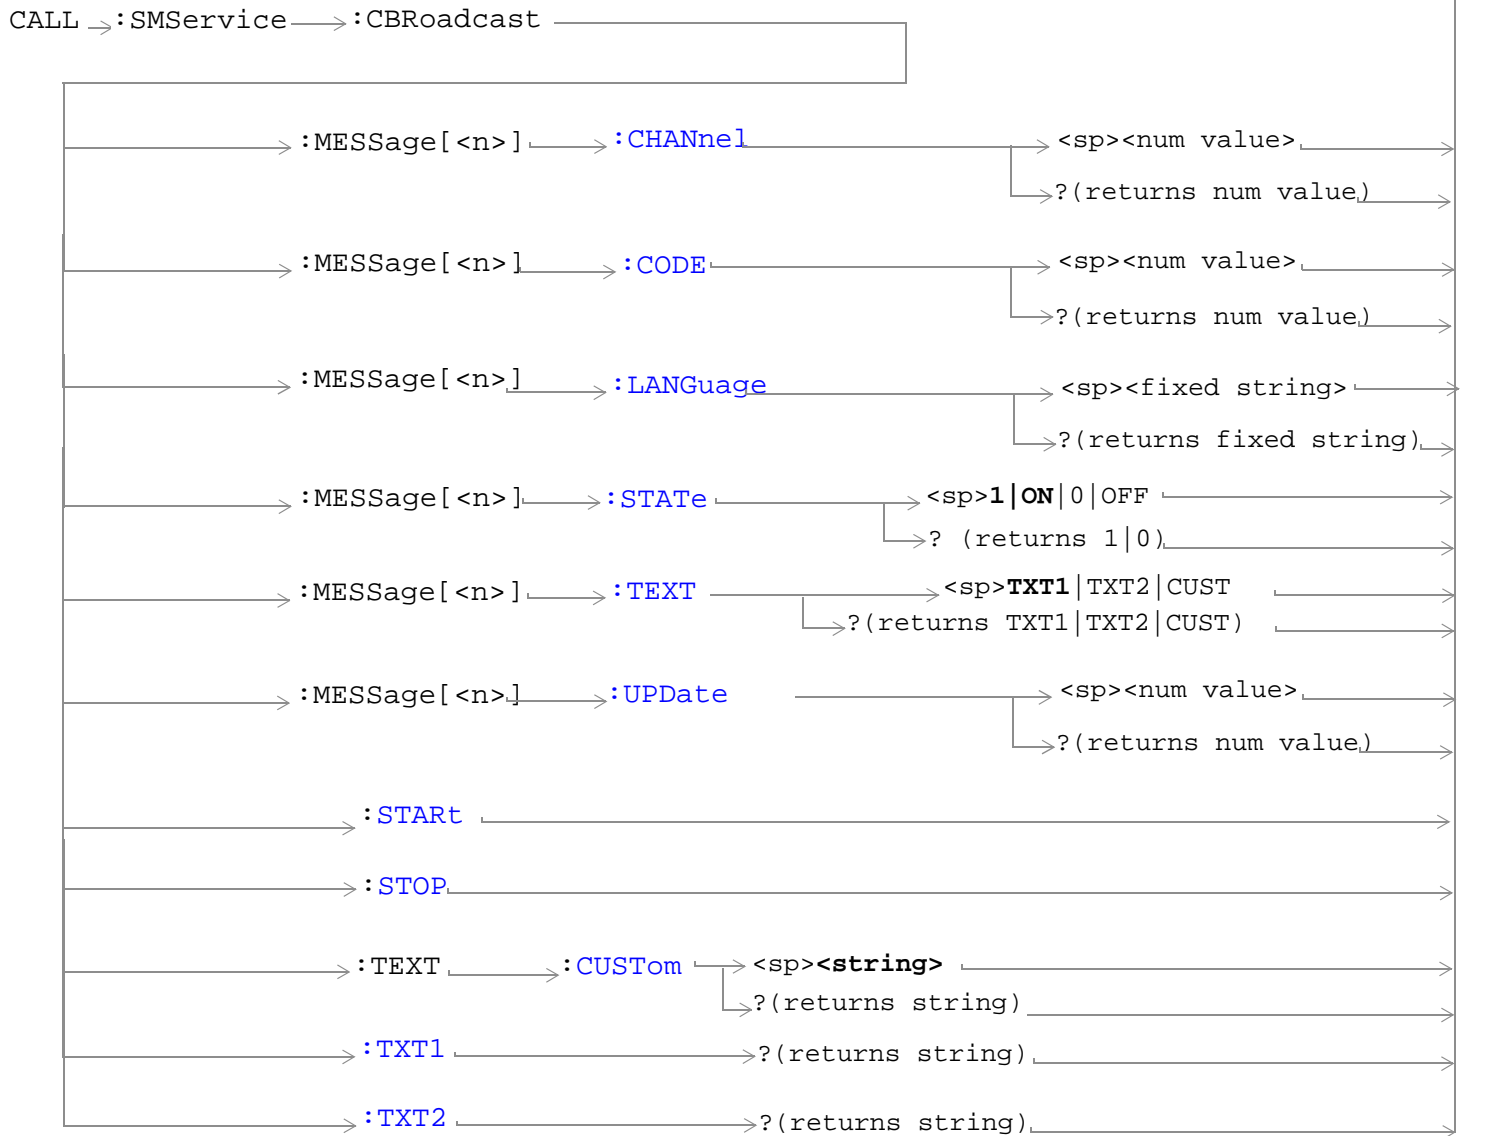 CALL :SMService :CBRoadcast
:MESSage[<n>] :CHANnel <sp><num value>
?(returns num value)
:MESSage[<n>] :CODE <sp><num value>
?(returns num value)
:MESSage[<n>] :LANGuage <sp><fixed string>
?(returns fixed string)
:MESSage[<n>] :STATe <sp>1|ON|0|OFF
? (returns 1|0)
:MESSage[<n>] :TEXT <sp>TXT1|TXT2|CUST
?(returns TXT1|TXT2|CUST)
:MESSage[<n>] :UPDate <sp><num value>
?(returns num value)
:STARt
:STOP
:TEXT :CUSTom <sp><string>
?(returns string)
:TXT1 ?(returns string)
:TXT2 ?(returns string)